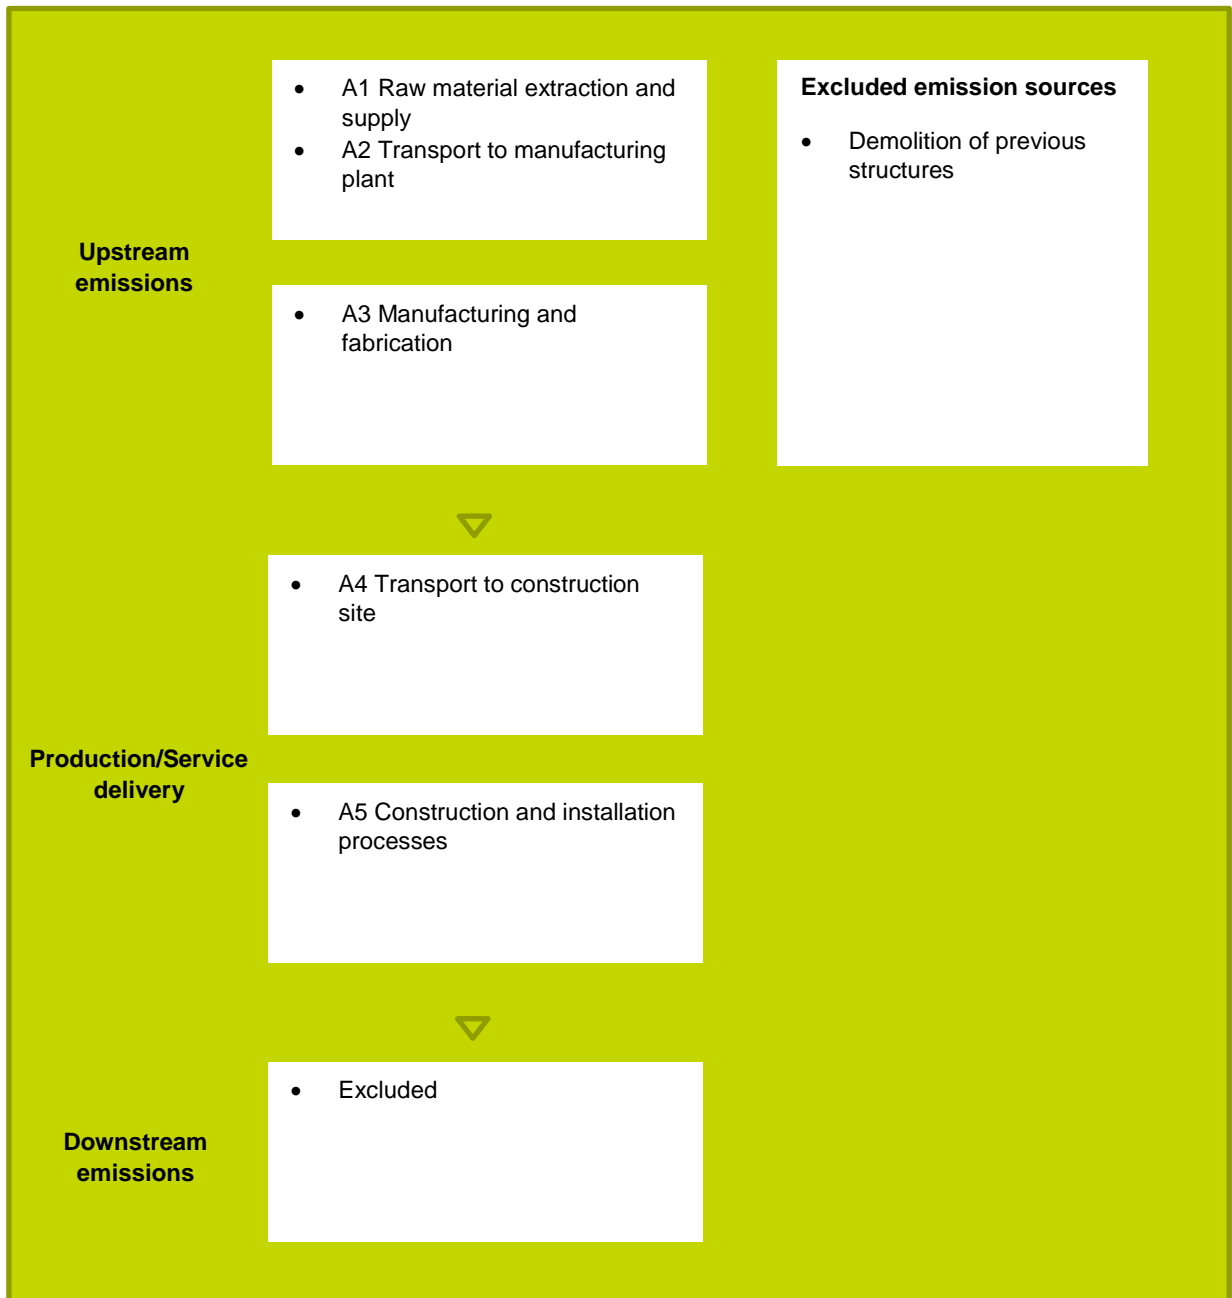 Upstream
emissions
• A1 Raw material extraction and
supply
• A2 Transport to manufacturing
plant
• A3 Manufacturing and
fabrication
Excluded emission sources
• Demolition of previous
structures
Production/Service
delivery
• A4 Transport to construction
site
• A5 Construction and installation
processes
Downstream
emissions
• Excluded